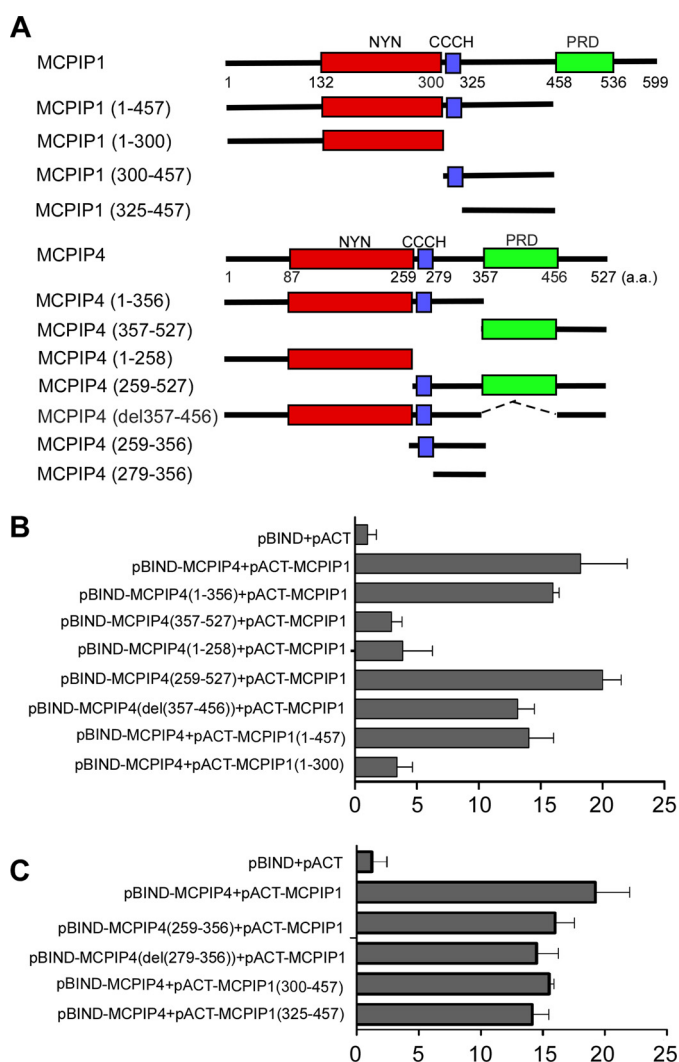 A
NYN CCCH PRD
MCPIP1
1 132 300 325 458 536 599
MCPIP1 (1-457)
MCPIP1 (1-300)
MCPIP1 (300-457)
MCPIP1 (325-457)
NYN CCCH PRD
MCPIP4
1 87 259 279 357 456 527 (a.a.)
MCPIP4 (1-356)
MCPIP4 (357-527)
MCPIP4 (1-258)
MCPIP4 (259-527)
MCPIP4 (del357-456)
MCPIP4 (259-356)
MCPIP4 (279-356)
B
pBIND+pACT
pBIND-MCPIP4+pACT-MCPIP1
pBIND-MCPIP4(1-356)+pACT-MCPIP1
pBIND-MCPIP4(357-527)+pACT-MCPIP1
pBIND-MCPIP4(1-258)+pACT-MCPIP1
pBIND-MCPIP4(259-527)+pACT-MCPIP1
pBIND-MCPIP4(del(357-456))+pACT-MCPIP1
pBIND-MCPIP4+pACT-MCPIP1(1-457)
pBIND-MCPIP4+pACT-MCPIP1(1-300)
0 5 10 15 20 25
C
pBIND+pACT
pBIND-MCPIP4+pACT-MCPIP1
pBIND-MCPIP4(259-356)+pACT-MCPIP1
pBIND-MCPIP4(del(279-356))+pACT-MCPIP1
pBIND-MCPIP4+pACT-MCPIP1(300-457)
pBIND-MCPIP4+pACT-MCPIP1(325-457)
0 5 10 15 20 25